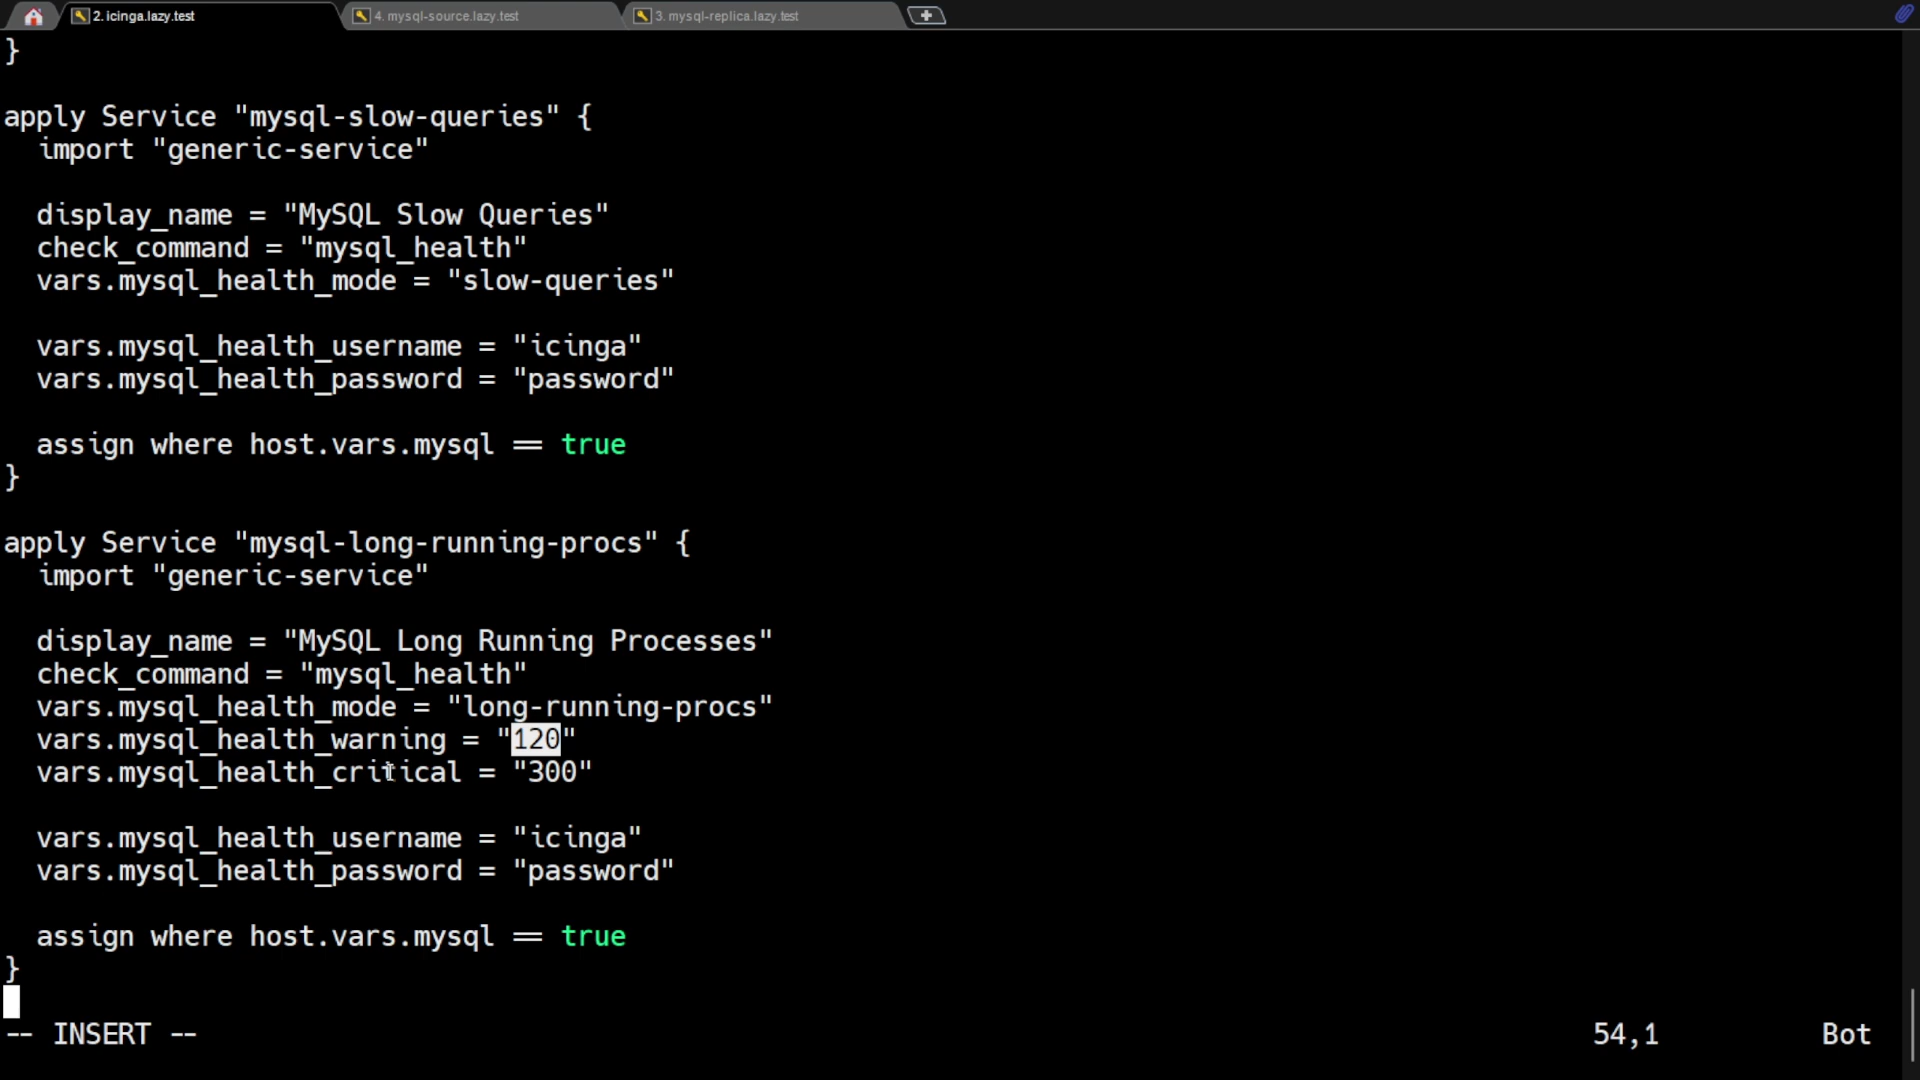 2. icinga.lazy.test
4. mysql-source.lazy.test
3. mysql-replica.lazy.test
}
apply Service "mysql-slow-queries" {
  import "generic-service"
  display_name = "MySQL Slow Queries"
  check_command = "mysql_health"
  vars.mysql_health_mode = "slow-queries"
  vars.mysql_health_username = "icinga"
  vars.mysql_health_password = "password"
  assign where host.vars.mysql == true
}
apply Service "mysql-long-running-procs" {
  import "generic-service"
  display_name = "MySQL Long Running Processes"
  check_command = "mysql_health"
  vars.mysql_health_mode = "long-running-procs"
  vars.mysql_health_warning = "120"
  vars.mysql_health_critical = "300"
  vars.mysql_health_username = "icinga"
  vars.mysql_health_password = "password"
  assign where host.vars.mysql == true
}
-- INSERT -- 54,1 Bot